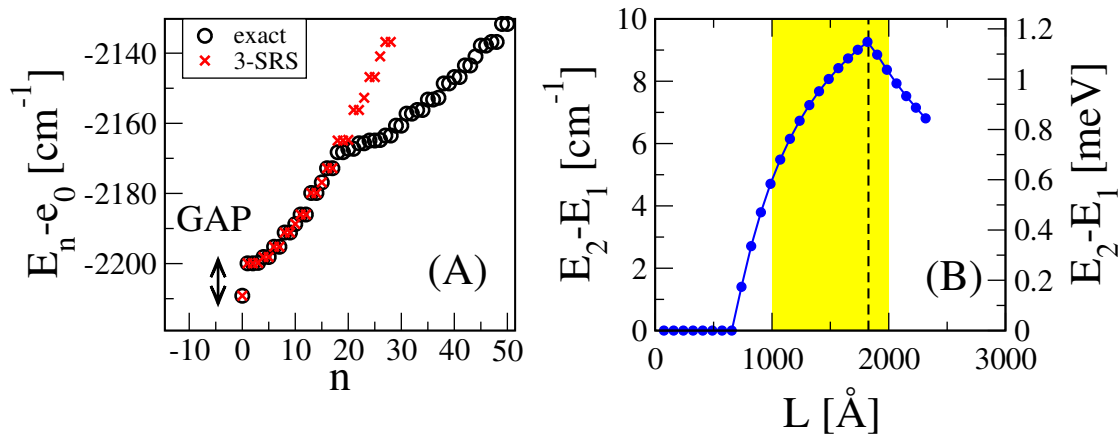 exact
3-SRS
-2140
-2160
-2180
-2200
E_n-e_0 [cm^-1]
GAP
(A)
-10 0 10 20 30 40 50
n
10
8
6
4
2
0
E_2-E_1 [cm^-1]
1.2
1
0.8
0.6
0.4
0.2
0
E_2-E_1 [meV]
(B)
0 1000 2000 3000
L [Å]